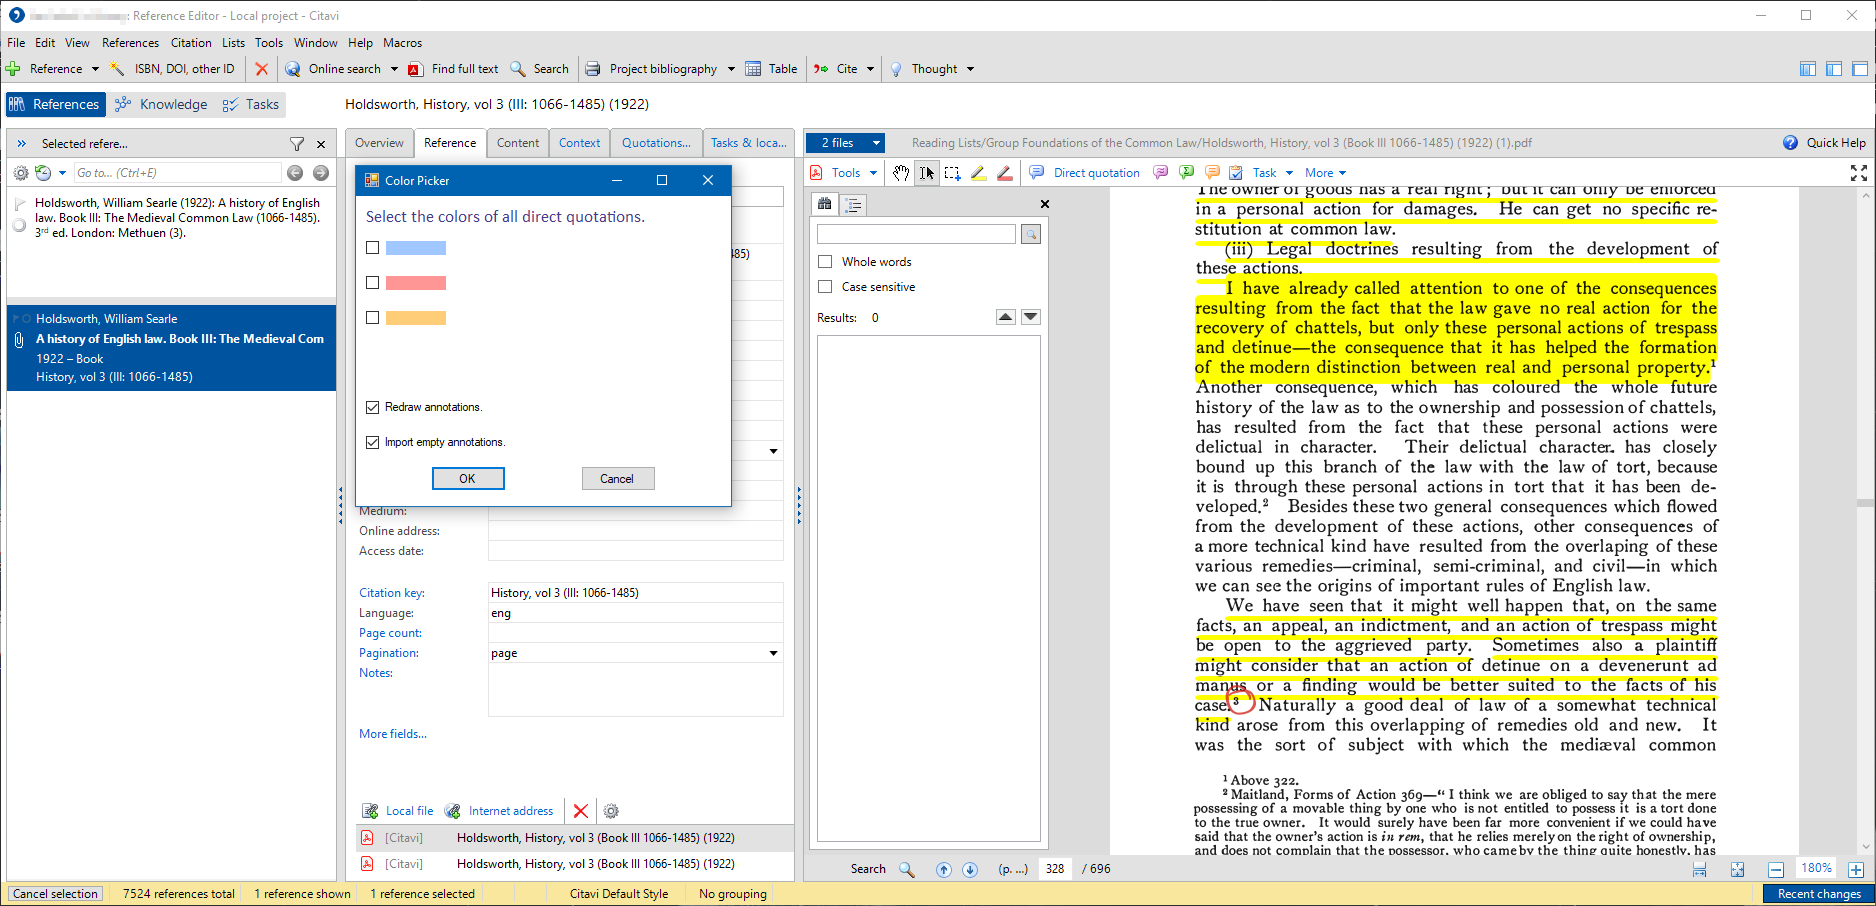 : Reference Editor - Local project - Citavi
File Edit View References Citation Lists Tools Window Help Macros
Reference ISBN, DOI, other ID Online search Find full text Search Project bibliography Table Cite Thought
References Knowledge Tasks
Holdsworth, History, vol 3 (III: 1066-1485) (1922)
Selected refere...
Go to... (Ctrl+E)
Holdsworth, William Searle (1922): A history of English
law. Book III: The Medieval Common Law (1066-1485).
3rd ed. London: Methuen (3).
Holdsworth, William Searle
A history of English law. Book III: The Medieval Com
1922 – Book
History, vol 3 (III: 1066-1485)
Overview Reference Content Context Quotations... Tasks & loca...
Color Picker
Select the colors of all direct quotations.
Redraw annotations.
Import empty annotations.
OK Cancel
485)
Medium:
Online address:
Access date:
Citation key: History, vol 3 (III: 1066-1485)
Language: eng
Page count:
Pagination: page
Notes:
More fields...
Local file Internet address
[Citavi] Holdsworth, History, vol 3 (Book III 1066-1485) (1922)
[Citavi] Holdsworth, History, vol 3 (Book III 1066-1485) (1922)
2 files Reading Lists/Group Foundations of the Common Law/Holdsworth, History, vol 3 (Book III 1066-1485) (1922) (1).pdf
Quick Help
Tools Direct quotation Task More
Whole words
Case sensitive
Results: 0
The owner of goods has a real right; but it can only be enforced
in a personal action for damages. He can get no specific re-
stitution at common law.
(iii) Legal doctrines resulting from the development of
these actions.
I have already called attention to one of the consequences
resulting from the fact that the law gave no real action for the
recovery of chattels, but only these personal actions of trespass
and detinue—the consequence that it has helped the formation
of the modern distinction between real and personal property.¹
Another consequence, which has coloured the whole future
history of the law as to the ownership and possession of chattels,
has resulted from the fact that these personal actions were
delictual in character. Their delictual character has closely
bound up this branch of the law with the law of tort, because
it is through these personal actions in tort that it has been de-
veloped.² Besides these two general consequences which flowed
from the development of these actions, other consequences of
a more technical kind have resulted from the overlaping of these
various remedies—criminal, semi-criminal, and civil—in which
we can see the origins of important rules of English law.
We have seen that it might well happen that, on the same
facts, an appeal, an indictment, and an action of trespass might
be open to the aggrieved party. Sometimes also a plaintiff
might consider that an action of detinue on a devenerunt ad
manus or a finding would be better suited to the facts of his
case.³ Naturally a good deal of law of a somewhat technical
kind arose from this overlapping of remedies old and new. It
was the sort of subject with which the mediæval common
¹ Above 322.
² Maitland, Forms of Action 369—“ I think we are obliged to say that the mere
possessing of a movable thing by one who is not entitled to possess it is a tort done
to the true owner. It would surely have been far more convenient if we could have
said that the owner's action is in rem, that he relies merely on the right of ownership,
and does not complain that the possessor, who came by the thing quite honestly, has
Search (p. ...) 328 / 696 180%
Cancel selection 7524 references total 1 reference shown 1 reference selected Citavi Default Style No grouping Recent changes